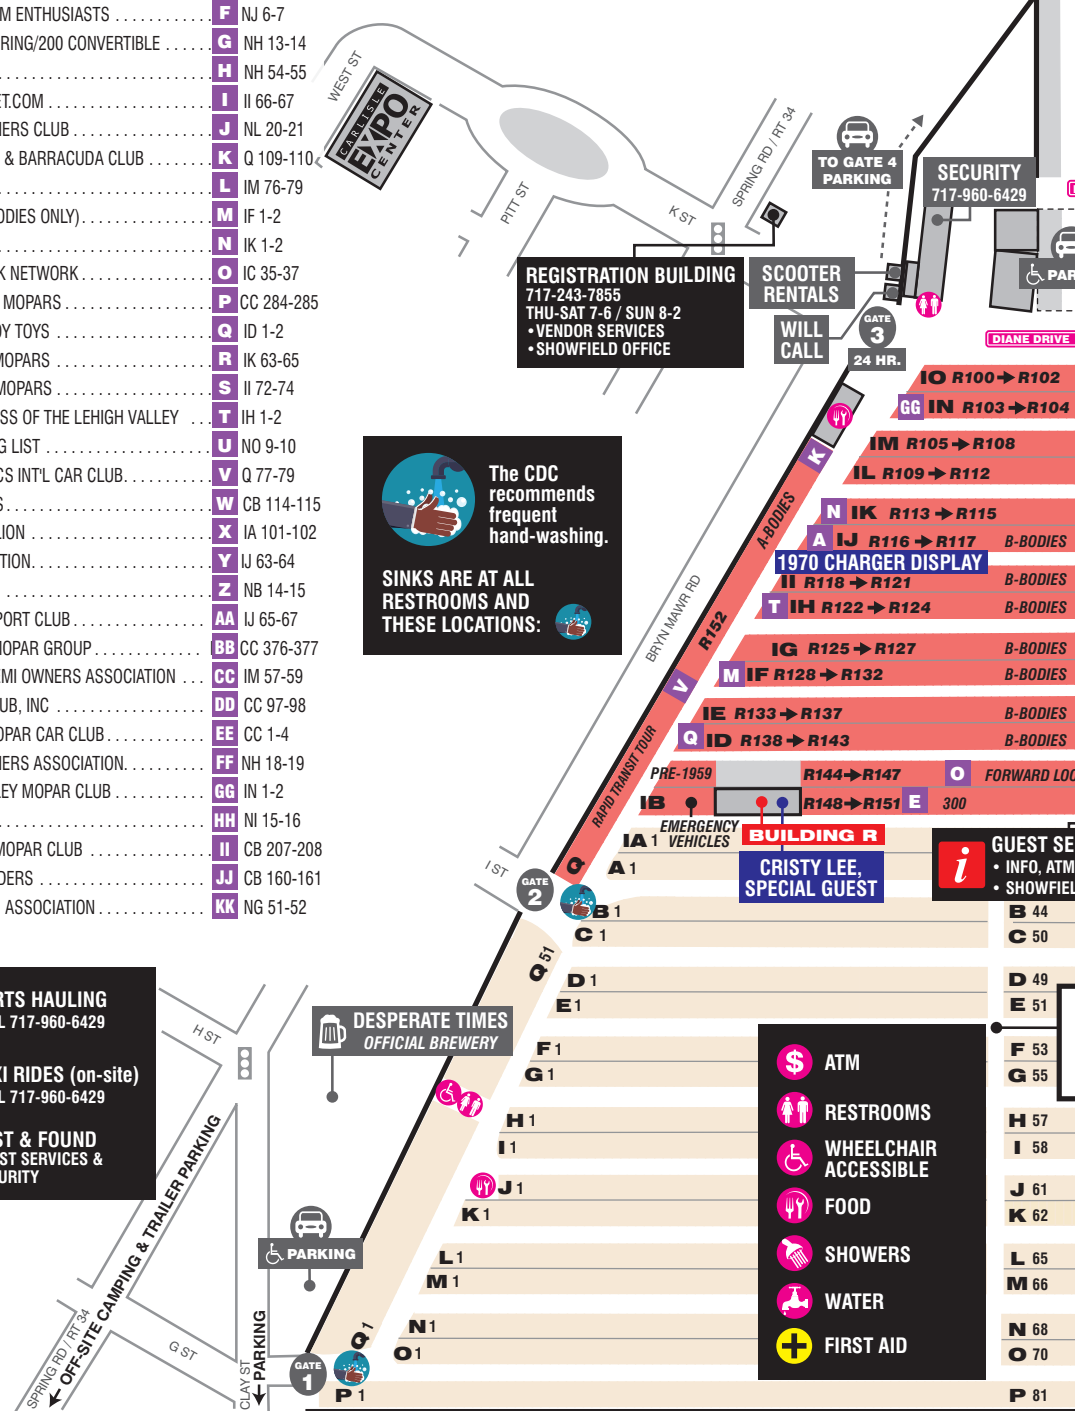 M ENTHUSIASTS . . . . . . . . . . . . F NJ 6-7
RING/200 CONVERTIBLE . . . . . . G NH 13-14
H NH 54-55
ET.COM . . . . . . . . . . . . . . . . . . . . I II 66-67
IERS CLUB . . . . . . . . . . . . . . . . . J NL 20-21
& BARRACUDA CLUB . . . . . . . . K Q 109-110
L IM 76-79
ODIES ONLY) . . . . . . . . . . . . . . . . M IF 1-2
N IK 1-2
K NETWORK . . . . . . . . . . . . . . . . O IC 35-37
MOPARS . . . . . . . . . . . . . . . . . . P CC 284-285
OY TOYS . . . . . . . . . . . . . . . . . . . Q ID 1-2
MOPARS . . . . . . . . . . . . . . . . . . . R IK 63-65
MOPARS . . . . . . . . . . . . . . . . . . . S II 72-74
SS OF THE LEHIGH VALLEY . . . T IH 1-2
G LIST . . . . . . . . . . . . . . . . . . . . U NO 9-10
CS INT'L CAR CLUB. . . . . . . . . . . V Q 77-79
S . . . . . . . . . . . . . . . . . . . . . . . . W CB 114-115
ION . . . . . . . . . . . . . . . . . . . . . . X IA 101-102
TION. . . . . . . . . . . . . . . . . . . . . . Y IJ 63-64
Z NB 14-15
PORT CLUB . . . . . . . . . . . . . . . . . AA IJ 65-67
MOPAR GROUP . . . . . . . . . . . . . BB CC 376-377
EMI OWNERS ASSOCIATION . . . CC IM 57-59
UB, INC . . . . . . . . . . . . . . . . . . . DD CC 97-98
OPAR CAR CLUB. . . . . . . . . . . . EE CC 1-4
IERS ASSOCIATION. . . . . . . . . . FF NH 18-19
LEY MOPAR CLUB . . . . . . . . . . . GG IN 1-2
HH NI 15-16
MOPAR CLUB . . . . . . . . . . . . . . II CB 207-208
DERS . . . . . . . . . . . . . . . . . . . . JJ CB 160-161
ASSOCIATION . . . . . . . . . . . . . KK NG 51-52
WEST ST
CARLISLE
EXPO
CENTER
PITT ST
K ST
SPRING RD / RT 34
TO GATE 4
PARKING
SECURITY
717-960-6429
PAR
REGISTRATION BUILDING
717-243-7855
THU-SAT 7-6 / SUN 8-2
• VENDOR SERVICES
• SHOWFIELD OFFICE
SCOOTER
RENTALS
WILL
CALL
GATE
3
24 HR.
DIANE DRIVE
IO R100➔R102
GG IN R103➔R104
IM R105➔R108
IL R109➔R112
K
N IK R113➔R115
A IJ R116➔R117 B-BODIES
1970 CHARGER DISPLAY
II R118➔R121 B-BODIES
T IH R122➔R124 B-BODIES
IG R125➔R127 B-BODIES
M IF R128➔R132 B-BODIES
IE R133➔R137 B-BODIES
Q ID R138➔R143 B-BODIES
PRE-1959 R144➔R147 O FORWARD LOO
IB R148➔R151 E 300
A-BODIES
R152
V
RAPID TRANSIT TOUR
BRYN MAWR RD
The CDC
recommends
frequent
hand-washing.
SINKS ARE AT ALL
RESTROOMS AND
THESE LOCATIONS:
EMERGENCY
VEHICLES
BUILDING R
CRISTY LEE,
SPECIAL GUEST
GUEST SE
• INFO, ATM
• SHOWFIEL
I ST
GATE
2
Q
IA 1
A 1
B 1 B 44
C 1 C 50
Q 51
D 1 D 49
E 1 E 51
F 1 F 53
G 1 G 55
H 1 H 57
I 1 I 58
J 1 J 61
K 1 K 62
L 1 L 65
M 1 M 66
N 1 N 68
O 1 O 70
P 1 P 81
Q 1
RTS HAULING
L 717-960-6429
XI RIDES (on-site)
L 717-960-6429
ST & FOUND
ST SERVICES &
URITY
H ST
DESPERATE TIMES
OFFICIAL BREWERY
PARKING
SPRING RD / RT 34
← OFF-SITE CAMPING & TRAILER PARKING
G ST
CLAY ST
← PARKING
GATE
1
$ ATM
RESTROOMS
WHEELCHAIR
ACCESSIBLE
FOOD
SHOWERS
WATER
FIRST AID